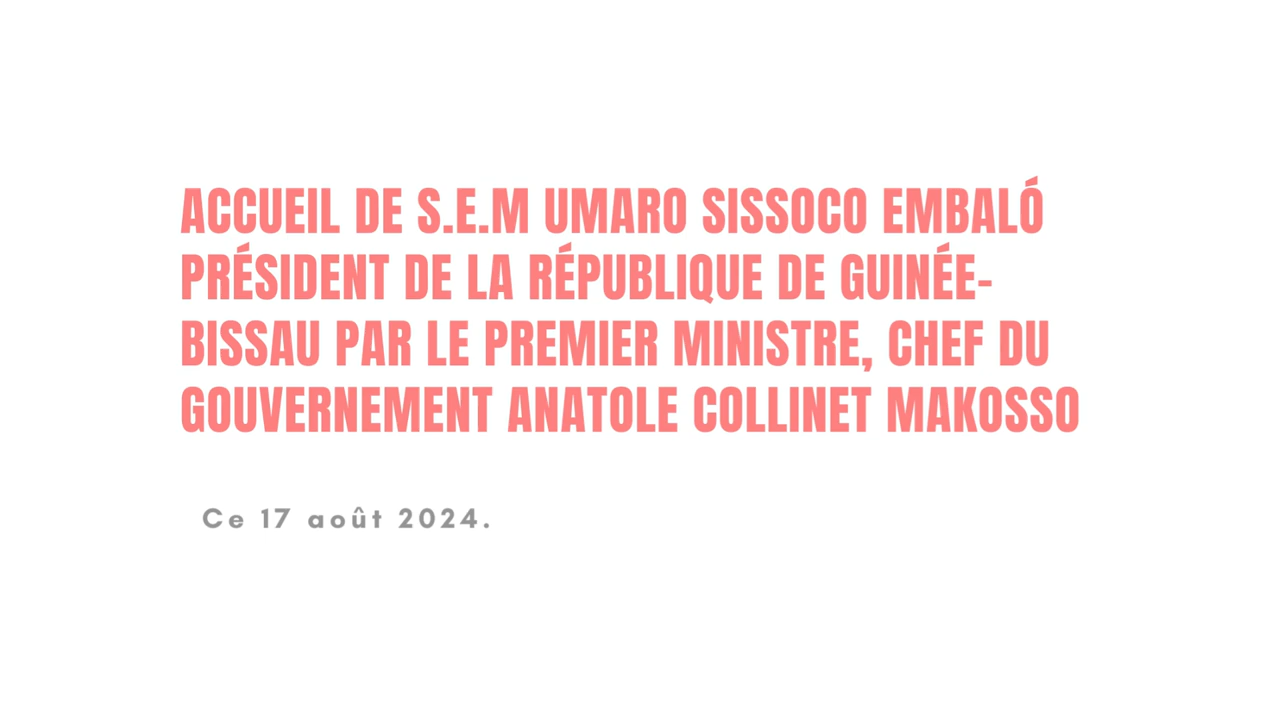 ACCUEIL DE S.E.M UMARO SISSOCO EMBALÓ
PRÉSIDENT DE LA RÉPUBLIQUE DE GUINÉE-
BISSAU PAR LE PREMIER MINISTRE, CHEF DU
GOUVERNEMENT ANATOLE COLLINET MAKOSSO
Ce 17 août 2024.